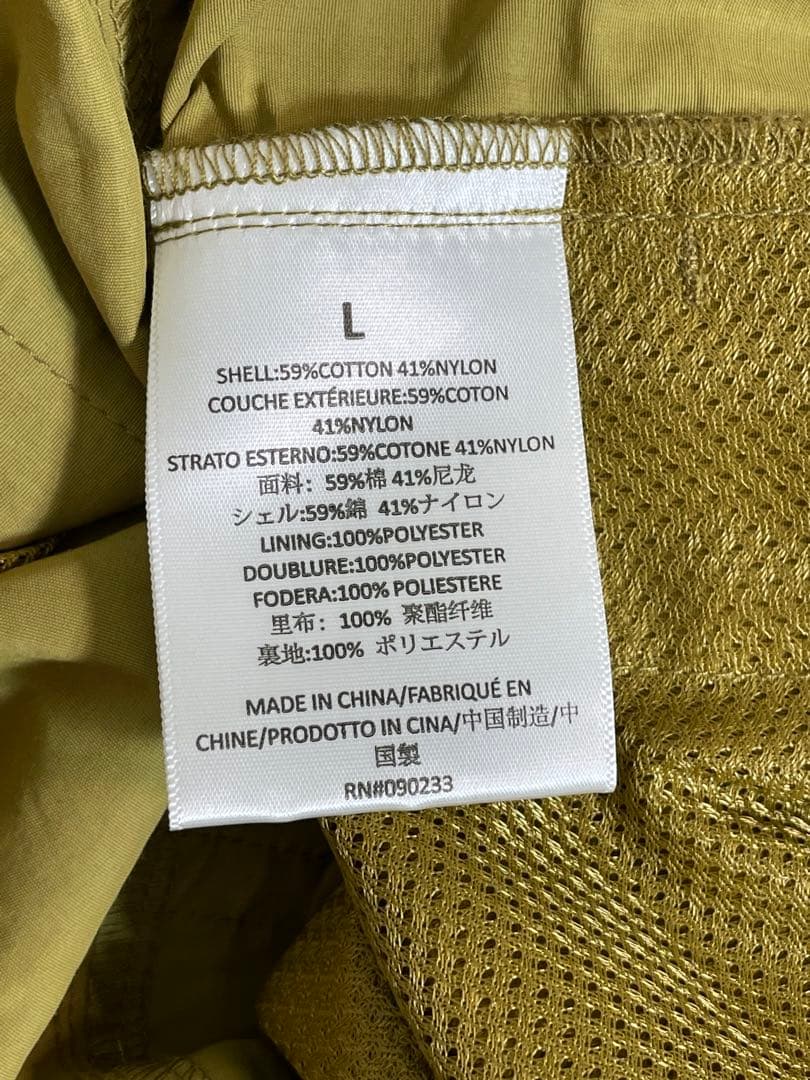 L
SHELL:59%COTTON 41%NYLON
COUCHE EXTÉRIEURE:59%COTON
41%NYLON
STRATO ESTERNO:59%COTONE 41%NYLON
面料：59%棉 41%尼龙
シェル:59%綿 41%ナイロン
LINING:100%POLYESTER
DOUBLURE:100%POLYESTER
FODERA:100% POLIESTERE
里布：100% 聚酯纤维
裏地:100% ポリエステル
MADE IN CHINA/FABRIQUÉ EN
CHINE/PRODOTTO IN CINA/中国制造/中
国製
RN#090233